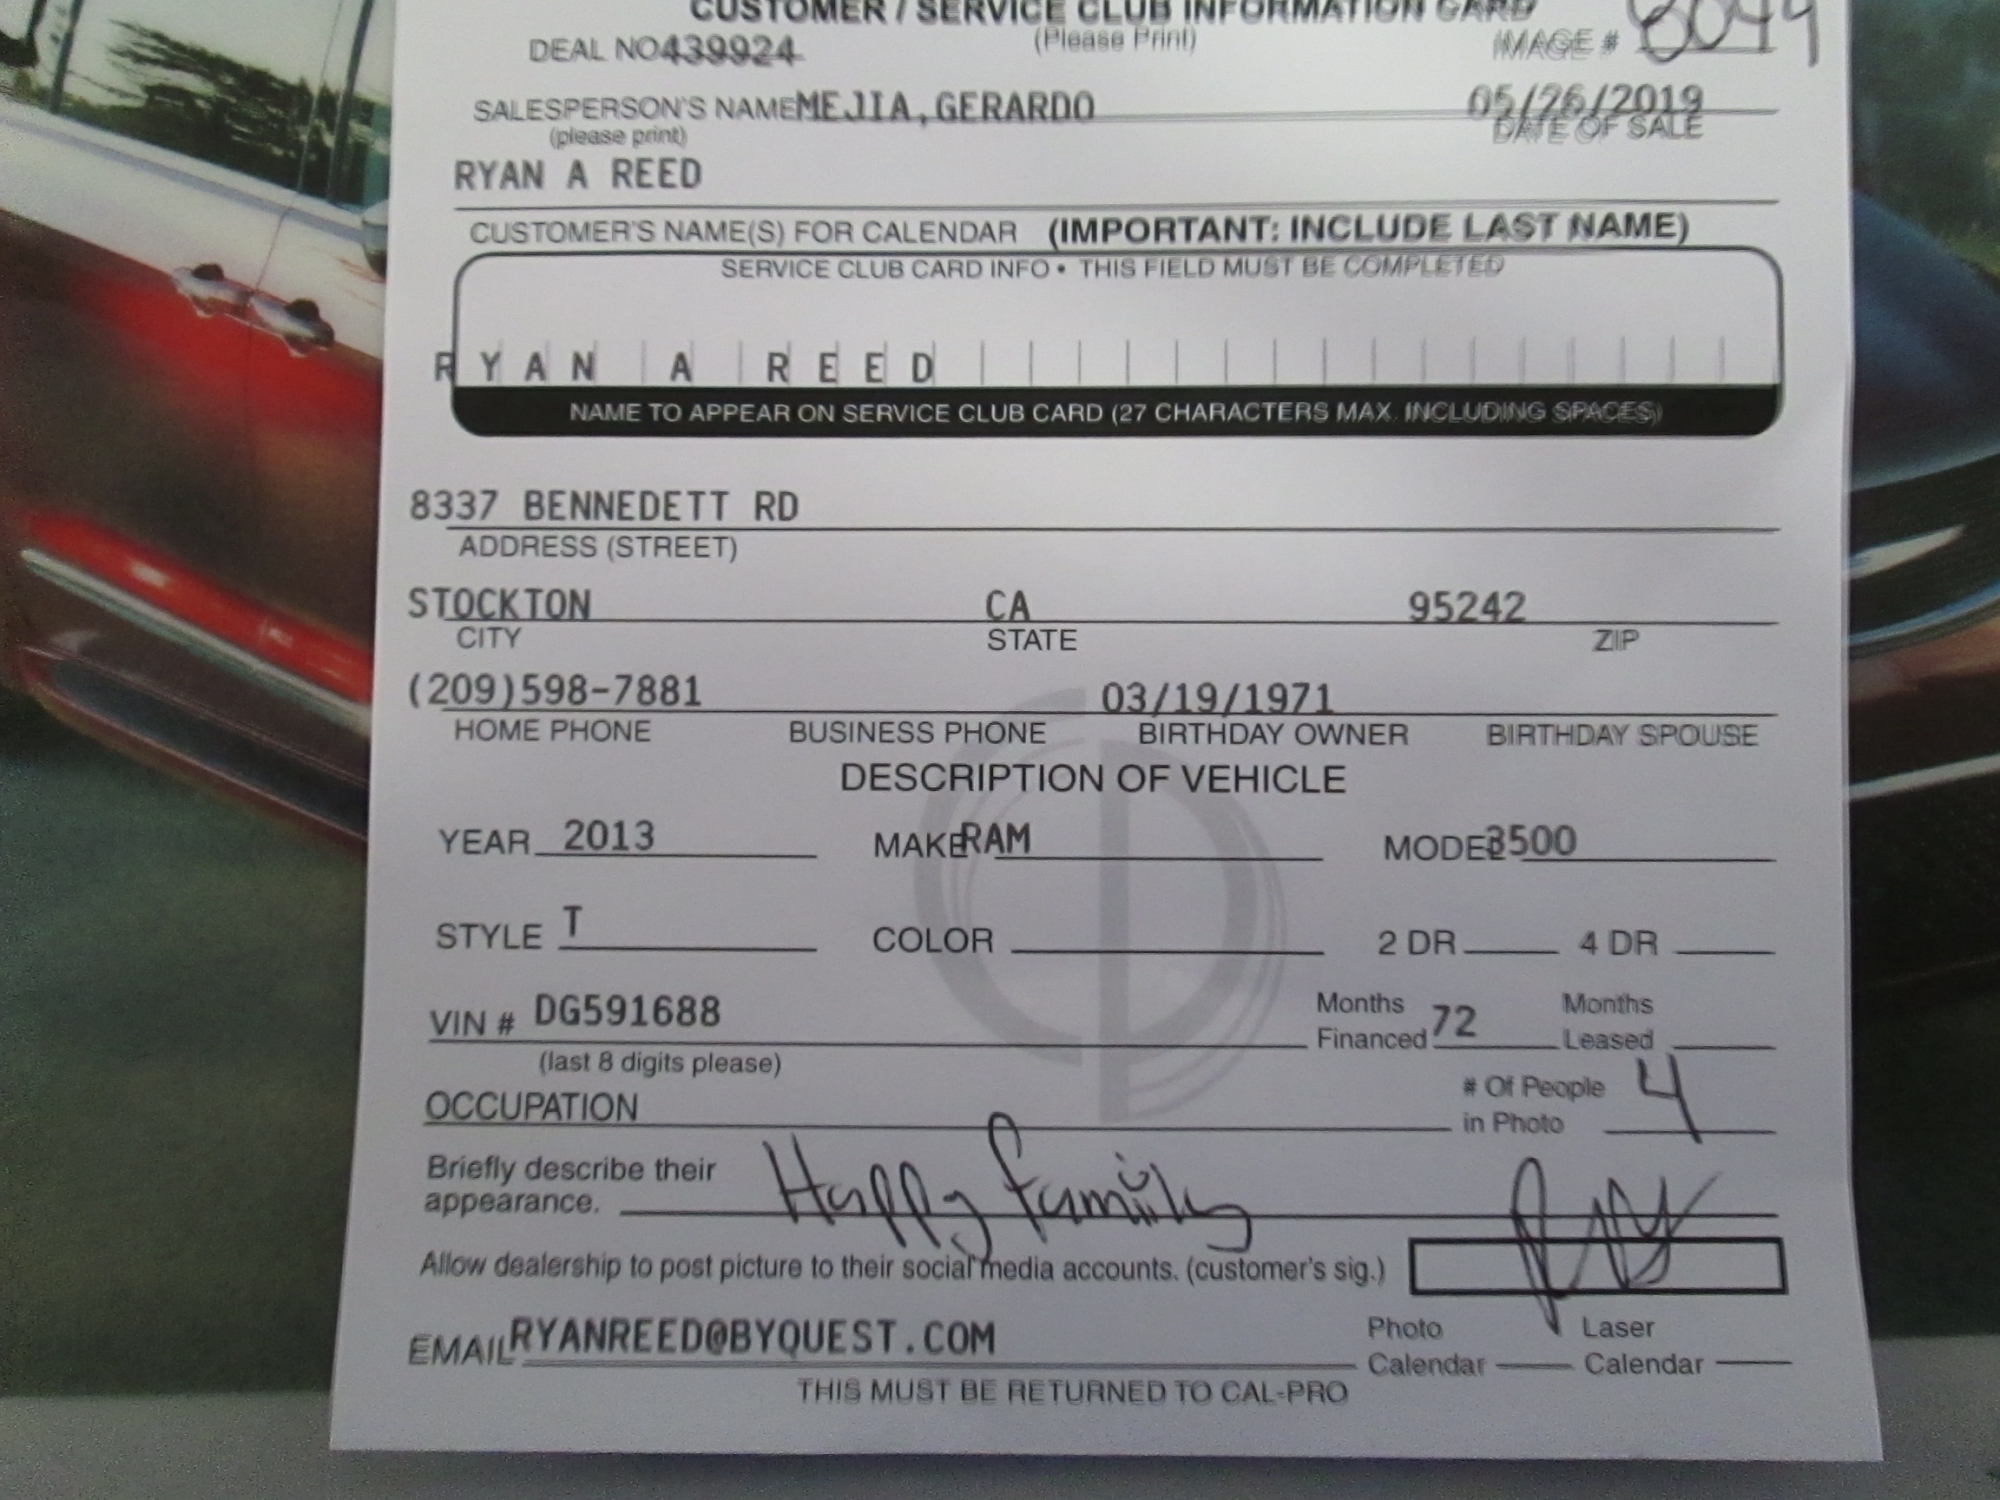 CUSTOMER / SERVICE CLUB INFORMATION CARD
(Please Print)
DEAL NO439924
IMAGE # 8049
SALESPERSON'S NAMEMEJIA,GERARDO 05/26/2019
(please print) DATE OF SALE
RYAN A REED
CUSTOMER'S NAME(S) FOR CALENDAR (IMPORTANT: INCLUDE LAST NAME)
SERVICE CLUB CARD INFO • THIS FIELD MUST BE COMPLETED
RYAN A REED
NAME TO APPEAR ON SERVICE CLUB CARD (27 CHARACTERS MAX. INCLUDING SPACES)
8337 BENNEDETT RD
ADDRESS (STREET)
STOCKTON CA 95242
CITY STATE ZIP
(209)598-7881 03/19/1971
HOME PHONE BUSINESS PHONE BIRTHDAY OWNER BIRTHDAY SPOUSE
DESCRIPTION OF VEHICLE
YEAR 2013 MAKE RAM MODEL 3500
STYLE T COLOR 2 DR 4 DR
VIN # DG591688 Months Financed 72 Months Leased
(last 8 digits please)
OCCUPATION # Of People in Photo 4
Briefly describe their appearance. Happy family
Allow dealership to post picture to their social media accounts. (customer's sig.)
EMAIL RYANREED@BYQUEST.COM Photo Calendar Laser Calendar
THIS MUST BE RETURNED TO CAL-PRO